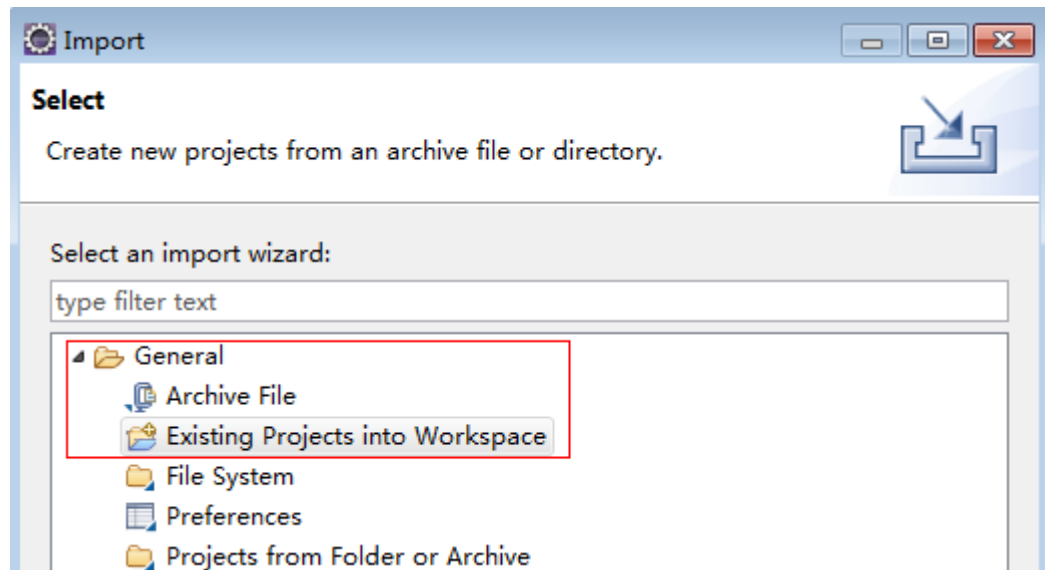 Import
Select
Create new projects from an archive file or directory.
Select an import wizard:
type filter text
General
Archive File
Existing Projects into Workspace
File System
Preferences
Projects from Folder or Archive